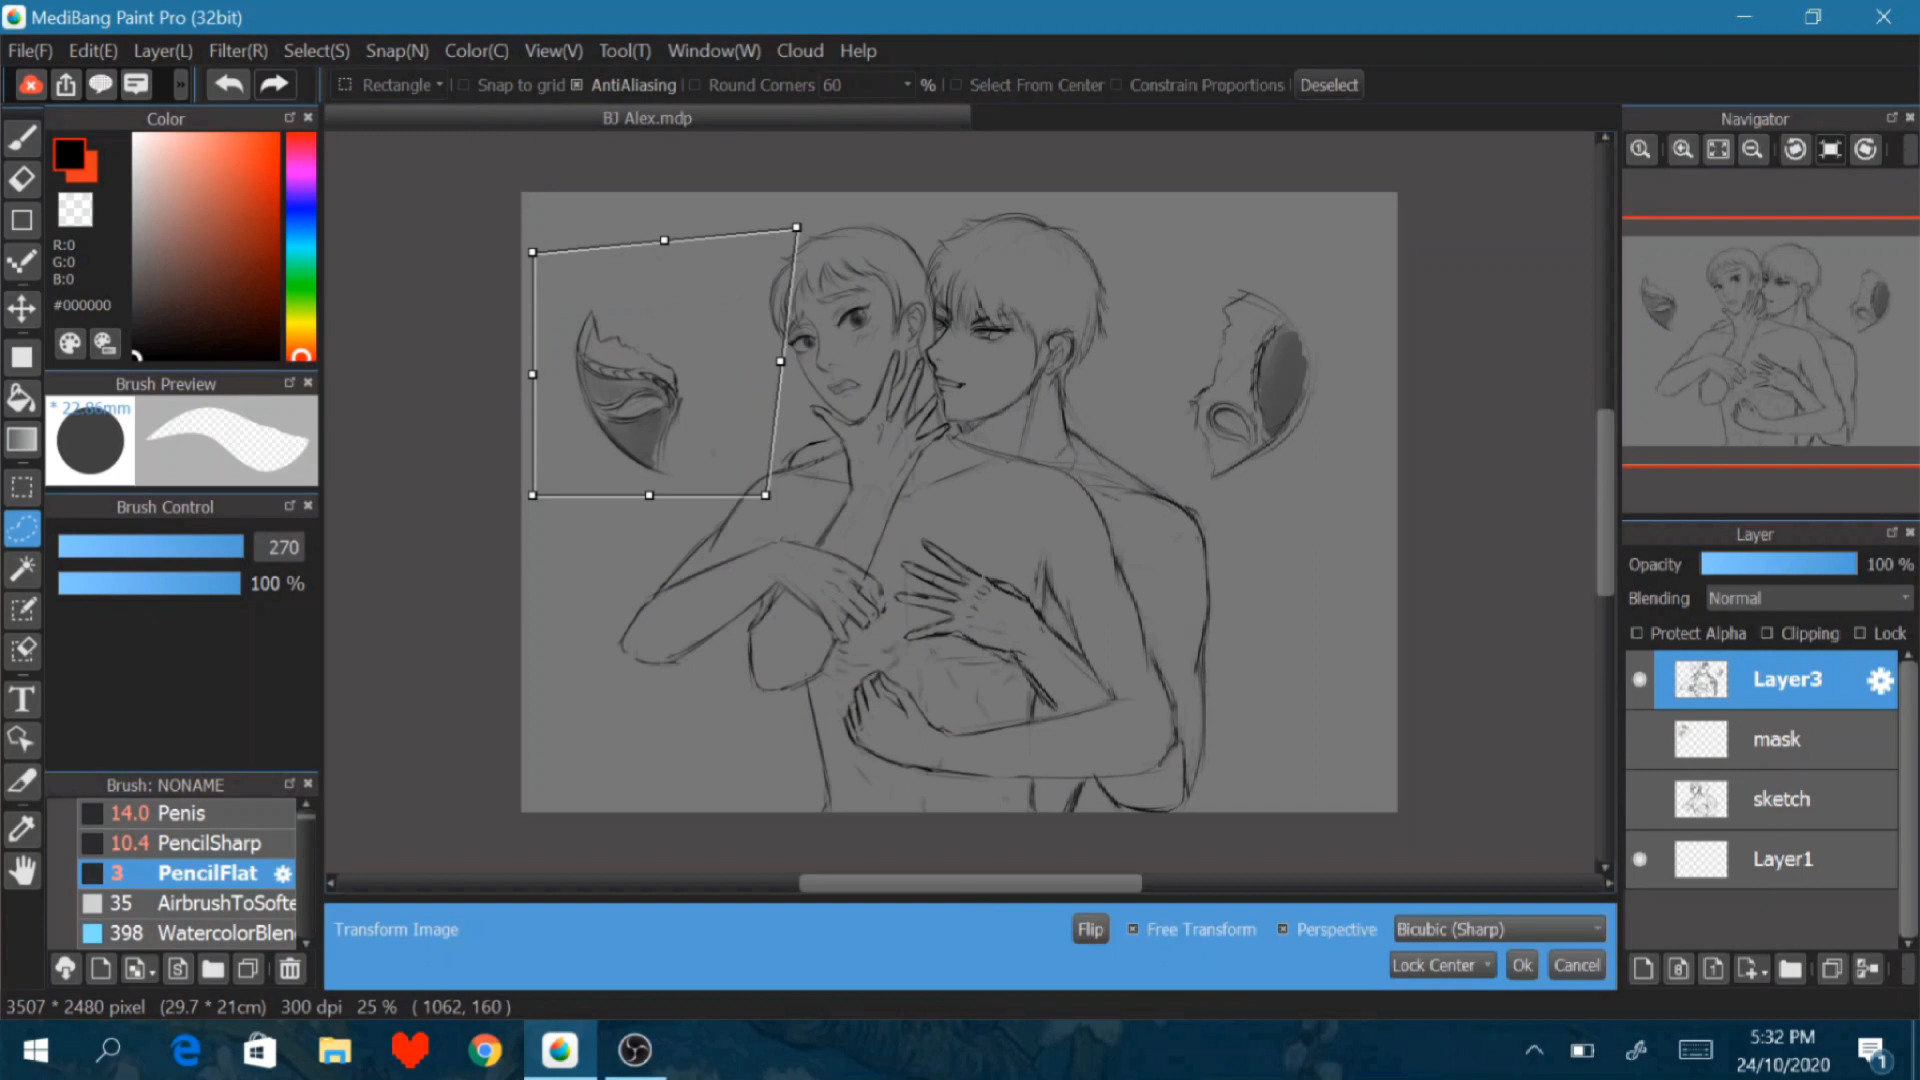 MediBang Paint Pro (32bit)
File(F) Edit(E) Layer(L) Filter(R) Select(S) Snap(N) Color(C) View(V) Tool(T) Window(W) Cloud Help
Rectangle Snap to grid AntiAliasing Round Corners 60 % Select From Center Constrain Proportions Deselect
Color
BJ Alex.mdp
Navigator
R:0
G:0
B:0
#000000
Brush Preview
* 22.86mm
Brush Control
270
100 %
Layer
Opacity 100 %
Blending Normal
Protect Alpha Clipping Lock
Layer3
mask
sketch
Layer1
Brush: NONAME
14.0 Penis
10.4 PencilSharp
3 PencilFlat
35 AirbrushToSofte
398 WatercolorBlen
Transform Image
Flip Free Transform Perspective Bicubic (Sharp)
Lock Center Ok Cancel
3507 * 2480 pixel (29.7 * 21cm) 300 dpi 25 % ( 1062, 160 )
5:32 PM
24/10/2020
1